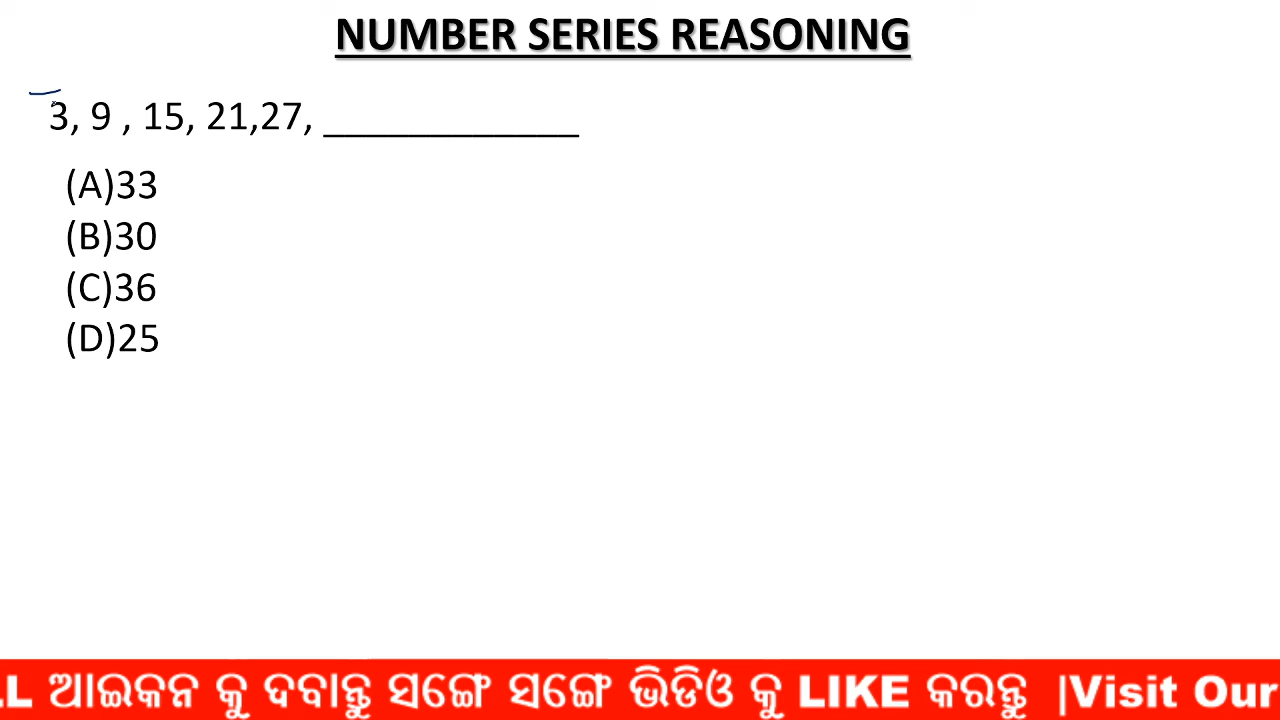 NUMBER SERIES REASONING
3, 9 , 15, 21,27, ____________
(A)33
(B)30
(C)36
(D)25
LL ଆଇକନ କୁ ଦବାନ୍ତୁ ସଙ୍ଗେ ସଙ୍ଗେ ଭିଡିଓ କୁ LIKE କରନ୍ତୁ |Visit Our